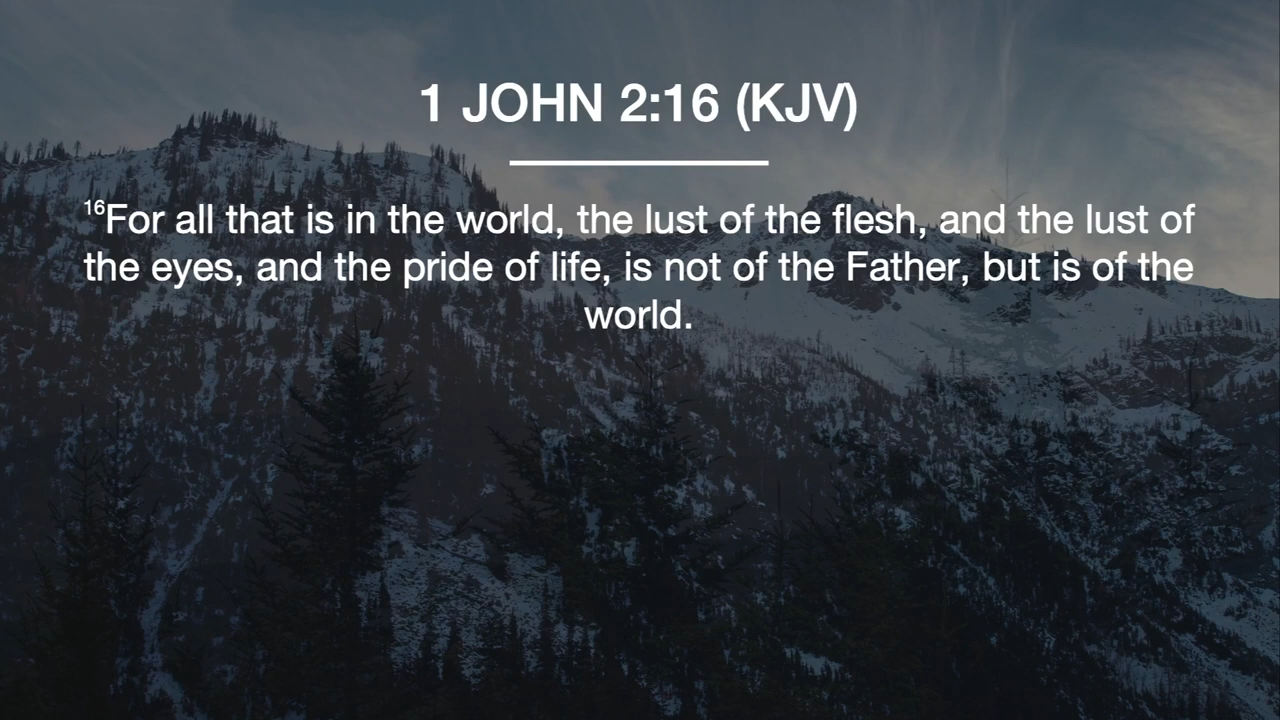 1 JOHN 2:16 (KJV)
16For all that is in the world, the lust of the flesh, and the lust of
the eyes, and the pride of life, is not of the Father, but is of the
world.